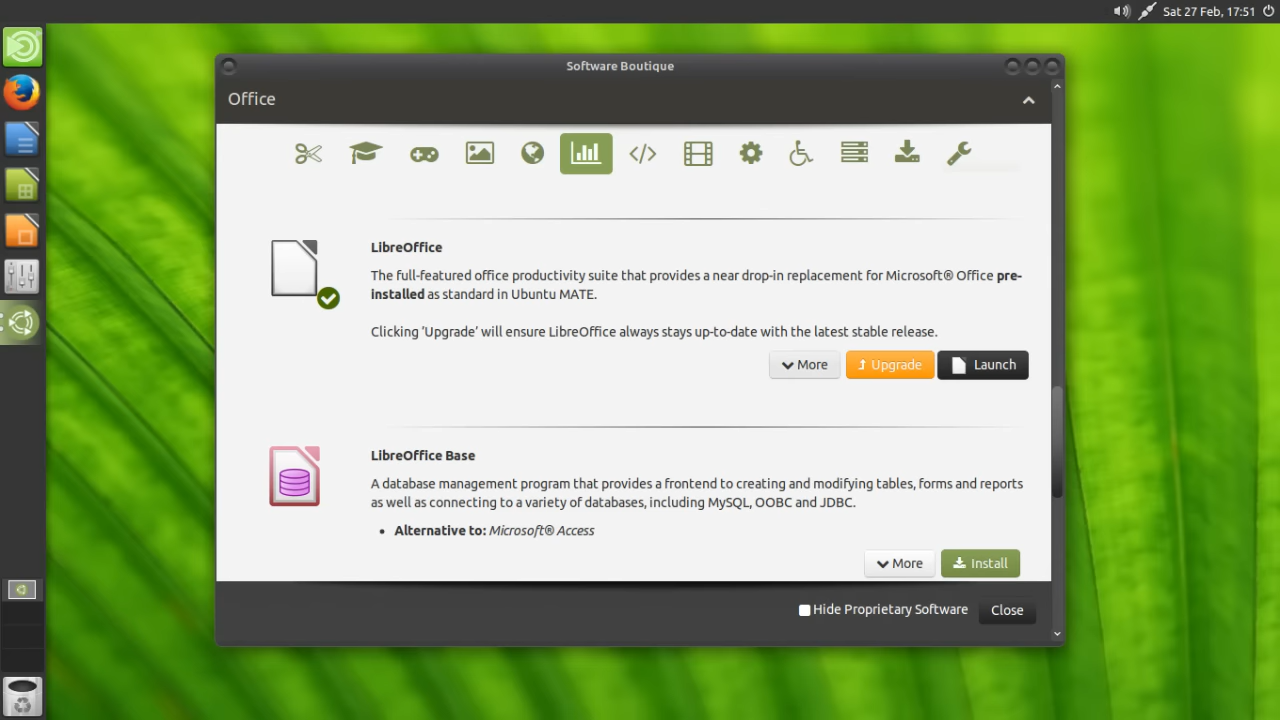 Sat 27 Feb, 17:51
Software Boutique
Office
LibreOffice
The full-featured office productivity suite that provides a near drop-in replacement for Microsoft® Office pre-
installed as standard in Ubuntu MATE.
Clicking 'Upgrade' will ensure LibreOffice always stays up-to-date with the latest stable release.
More Upgrade Launch
LibreOffice Base
A database management program that provides a frontend to creating and modifying tables, forms and reports
as well as connecting to a variety of databases, including MySQL, OOBC and JDBC.
• Alternative to: Microsoft® Access
More Install
Hide Proprietary Software Close